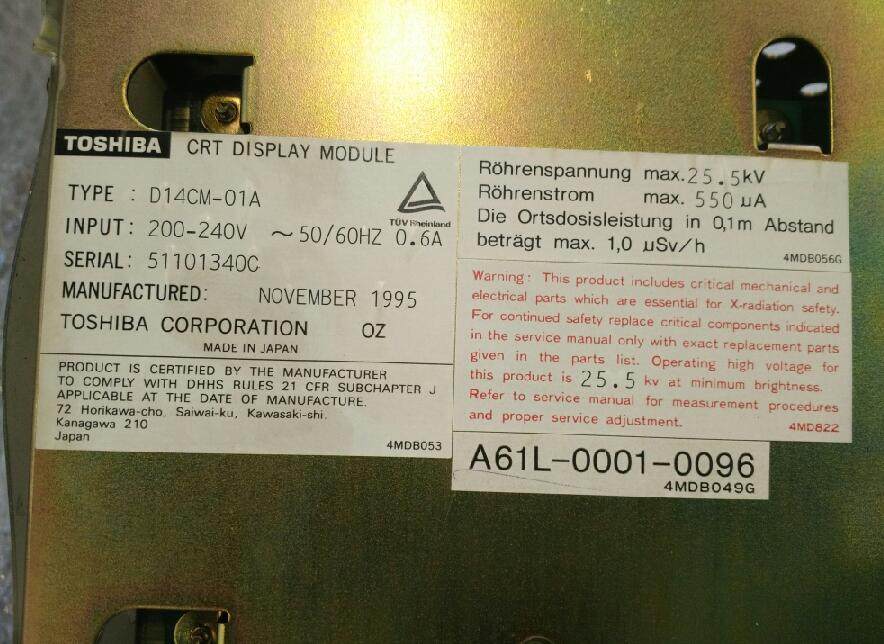 TOSHIBA CRT DISPLAY MODULE
TYPE : D14CM-01A
TÜV Rheinland
INPUT: 200-240V ~50/60HZ 0.6A
SERIAL: 51101340C
MANUFACTURED: NOVEMBER 1995
TOSHIBA CORPORATION OZ
MADE IN JAPAN
PRODUCT IS CERTIFIED BY THE MANUFACTURER
TO COMPLY WITH DHHS RULES 21 CFR SUBCHAPTER J
APPLICABLE AT THE DATE OF MANUFACTURE.
72 Horikawa-cho, Saiwai-ku, Kawasaki-shi.
Kanagawa 210
Japan
4MDB053
Röhrenspannung max.25.5kV
Röhrenstrom max. 550 µA
Die Ortsdosisleistung in 0,1m Abstand
beträgt max. 1,0 µSv/h
4MDB056G
Warning: This product includes critical mechanical and
electrical parts which are essential for X-radiation safety.
For continued safety replace critical components indicated
in the service manual only with exact replacement parts
given in the parts list. Operating high voltage for
this product is 25.5 kv at minimum brightness.
Refer to service manual for measurement procedures
and proper service adjustment.
4MD822
A61L-0001-0096
4MDB049G